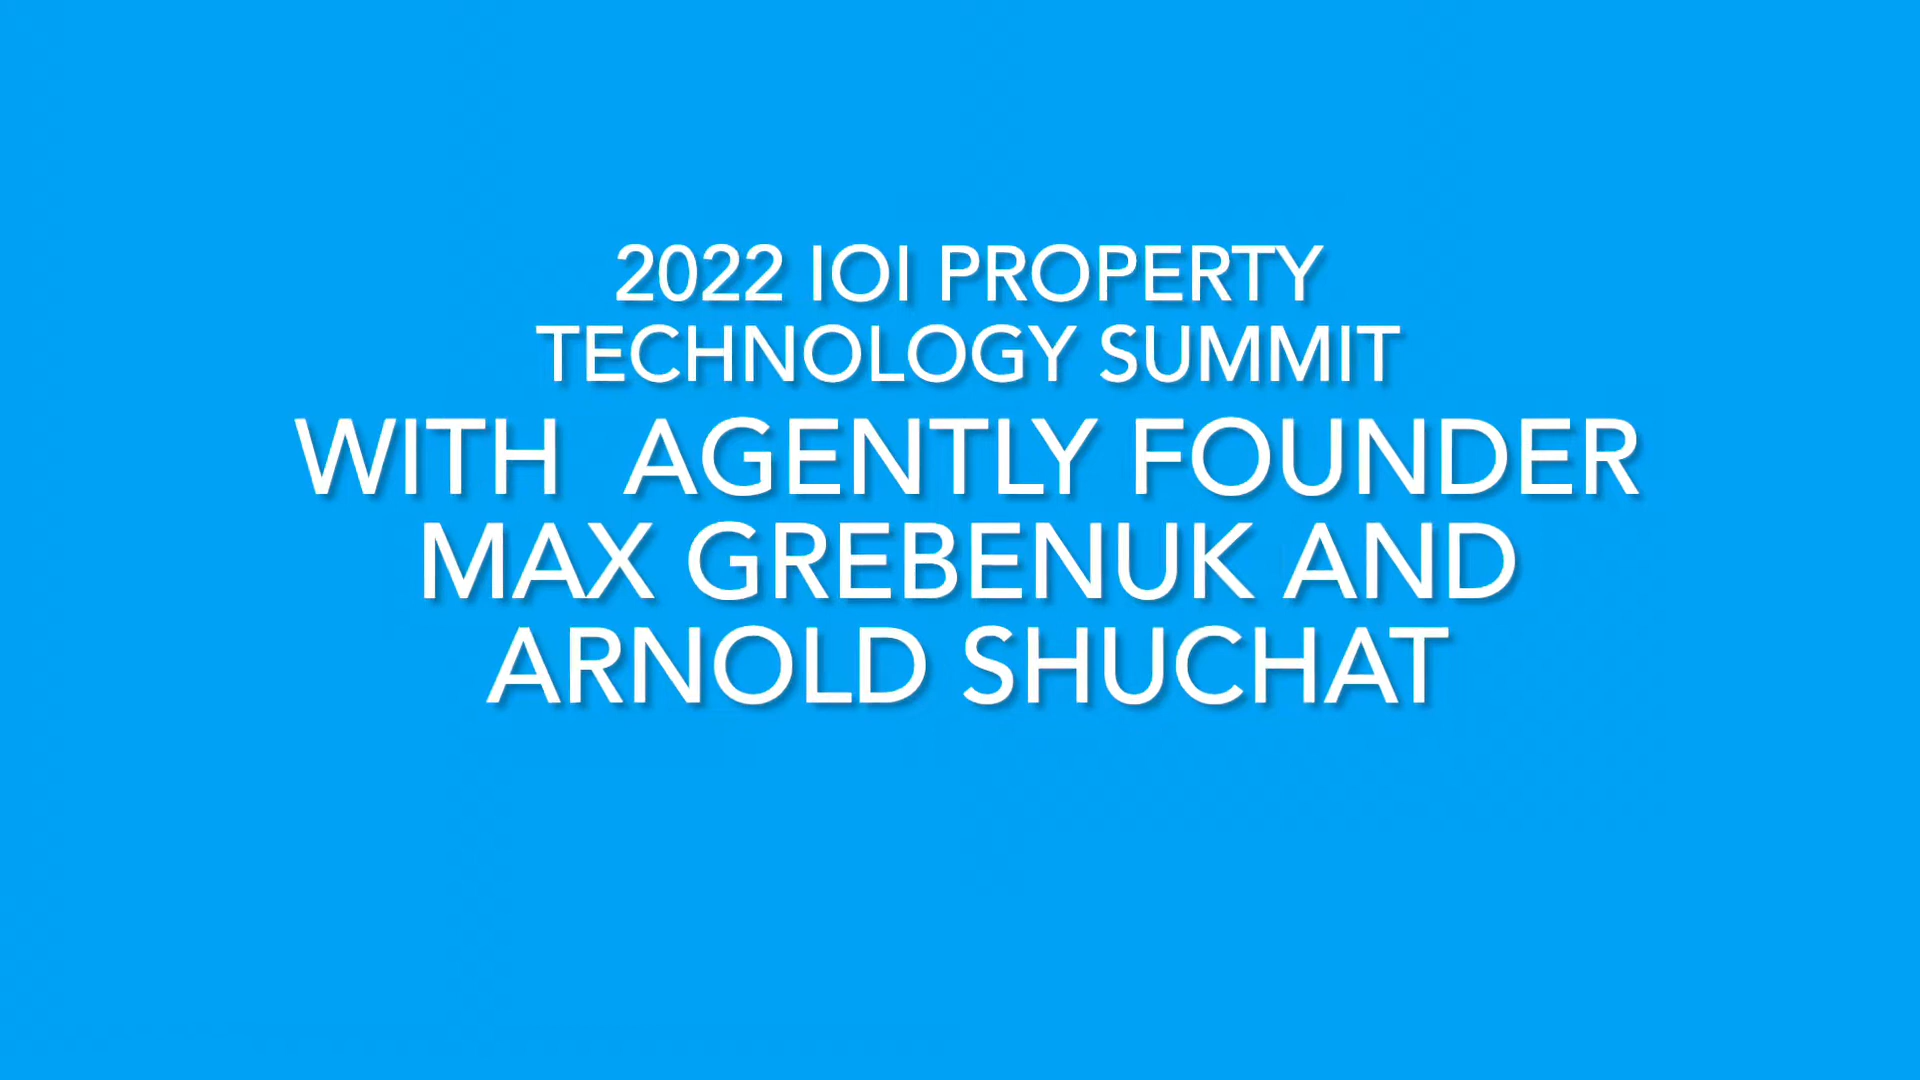 2022 IOI PROPERTY
TECHNOLOGY SUMMIT
WITH  AGENTLY FOUNDER
MAX GREBENUK AND
ARNOLD SHUCHAT